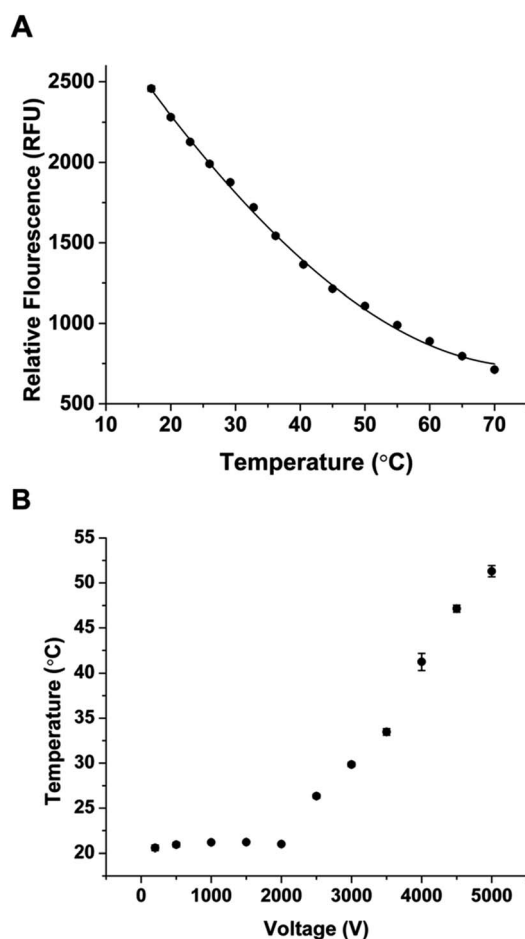 A
2500
2000
1500
1000
500
Relative Flourescence (RFU)
10 20 30 40 50 60 70
Temperature (°C)
B
55
50
45
40
35
30
25
20
Temperature (°C)
0 1000 2000 3000 4000 5000
Voltage (V)